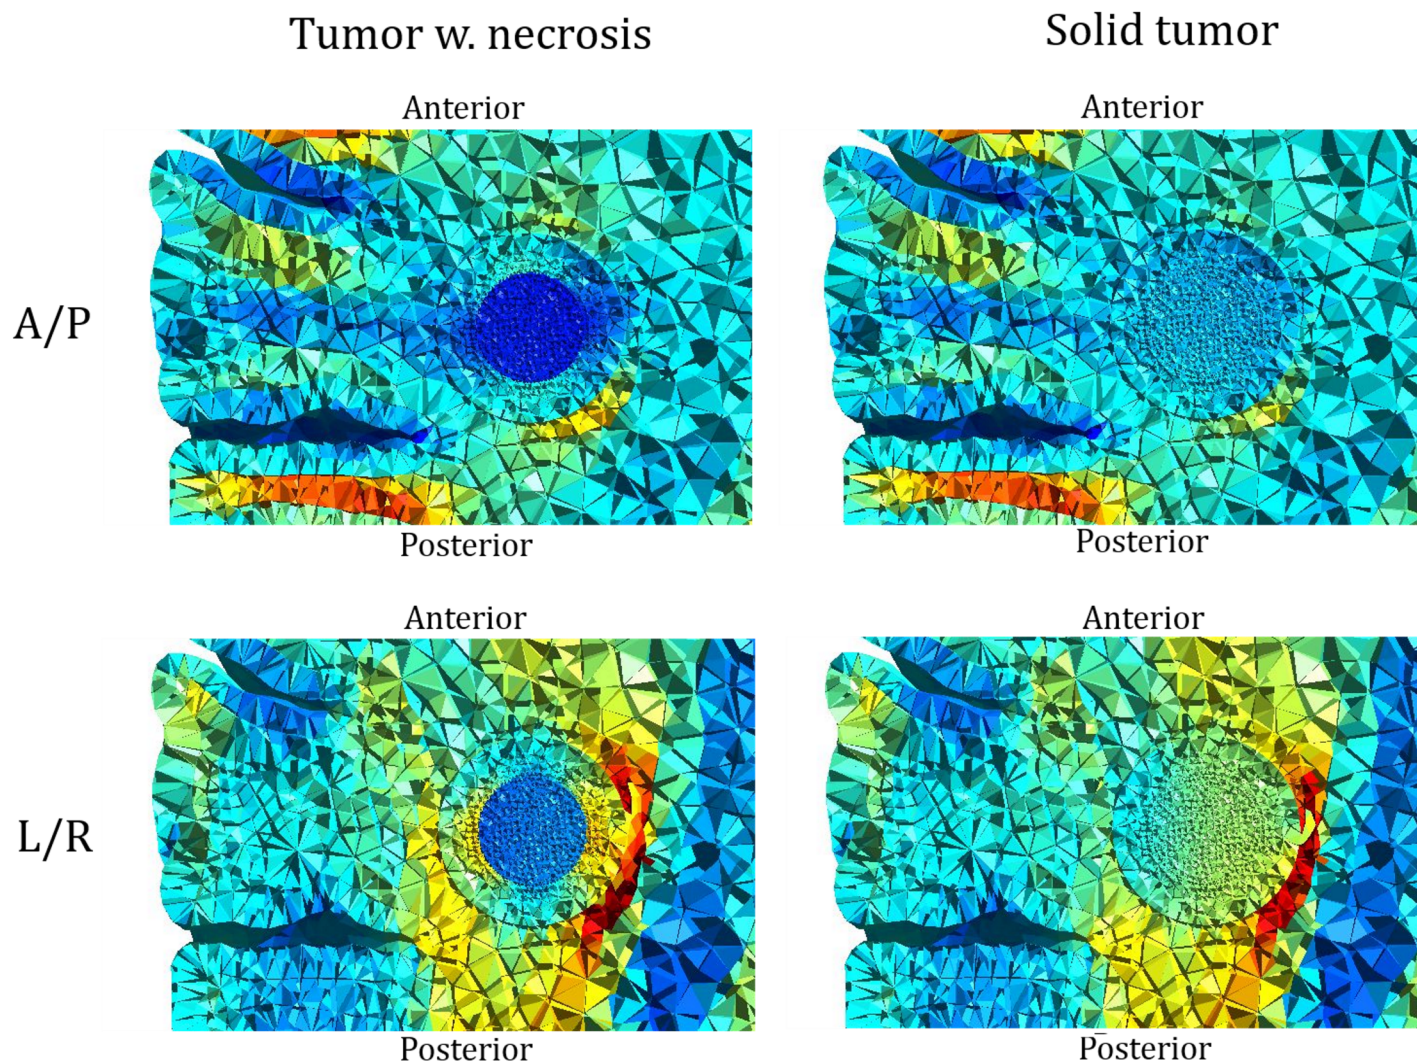 Tumor w. necrosis
Solid tumor
Anterior
Anterior
A/P
Posterior
Posterior
Anterior
Anterior
L/R
Posterior
Posterior